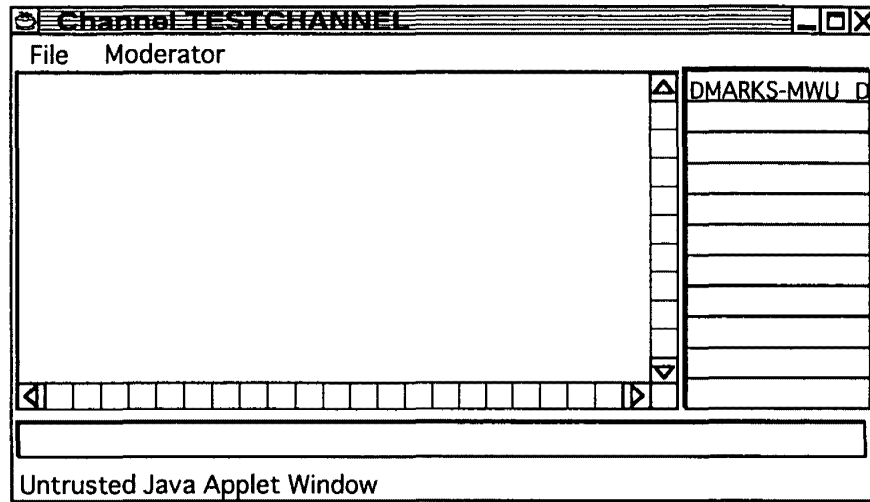 Channel TESTCHANNEL
File Moderator
DMARKS-MWU D
Untrusted Java Applet Window